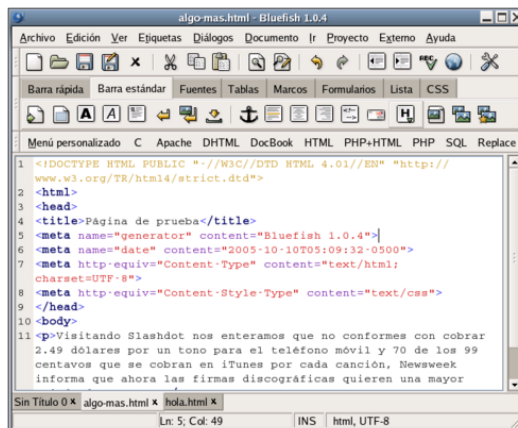 algo-mas.html - Bluefish 1.0.4
Archivo Edición Ver Etiquetas Diálogos Documento Ir Proyecto Externo Ayuda
Barra rápida Barra estándar Fuentes Tablas Marcos Formularios Lista CSS
Menú personalizado C Apache DHTML DocBook HTML PHP+HTML PHP SQL Replace
1 <!DOCTYPE HTML PUBLIC "-//W3C//DTD HTML 4.01//EN" "http://
www.w3.org/TR/html4/strict.dtd">
2 <html>
3 <head>
4 <title>Página de prueba</title>
5 <meta name="generator" content="Bluefish 1.0.4">
6 <meta name="date" content="2005-10-10T05:09:32-0500">
7 <meta http-equiv="Content-Type" content="text/html;
charset=UTF-8">
8 <meta http-equiv="Content-Style-Type" content="text/css">
9 </head>
10 <body>
11 <p>Visitando Slashdot nos enteramos que no conformes con cobrar
2.49 dólares por un tono para el teléfono móvil y 70 de los 99
centavos que se cobran en iTunes por cada canción, Newsweek
informa que ahora las firmas discográficas quieren una mayor
Sin Título 0 x algo-mas.html x hola.html x
Ln: 5; Col: 49 INS html, UTF-8